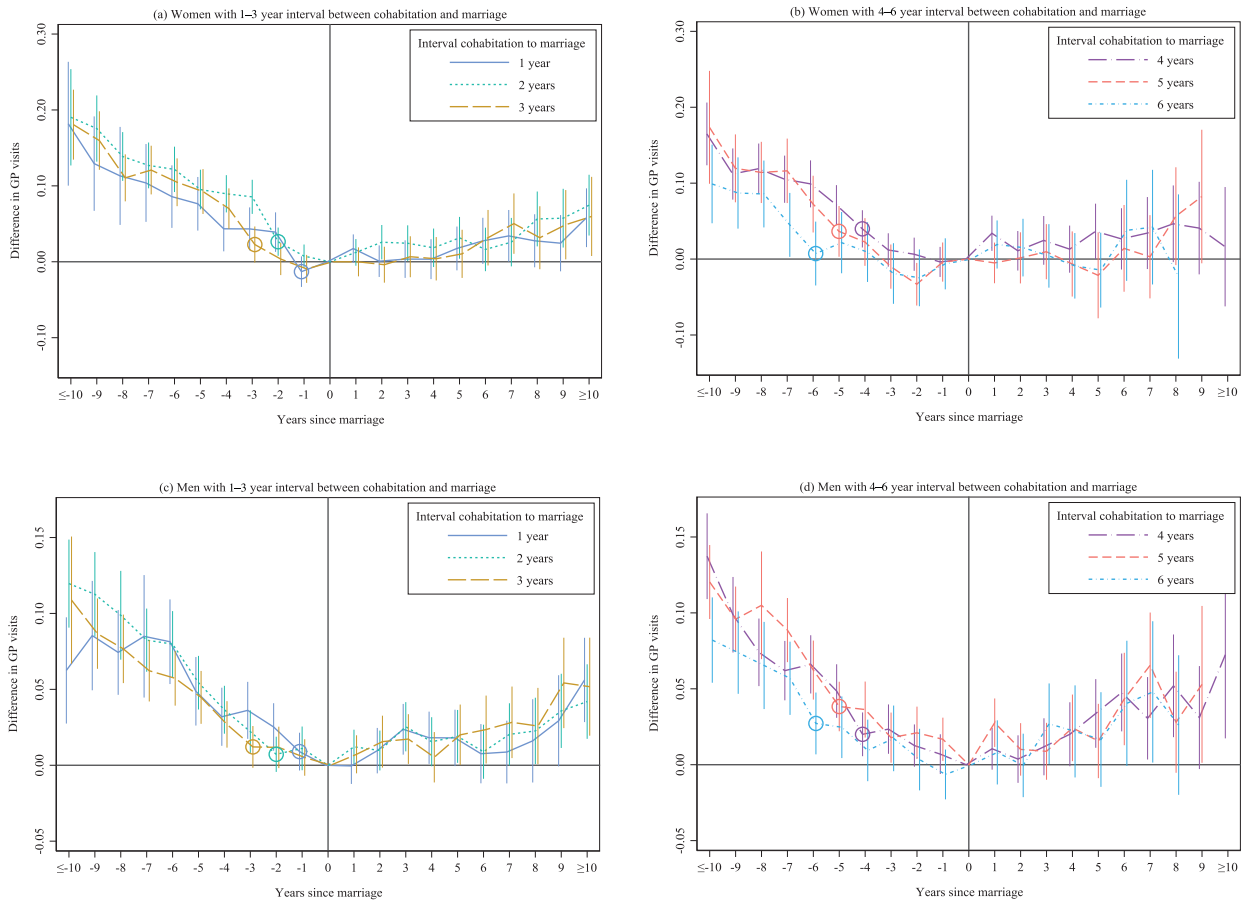 (a) Women with 1–3 year interval between cohabitation and marriage
Difference in GP visits
0.30
0.20
0.10
0.00
-0.10
Interval cohabitation to marriage
1 year
2 years
3 years
≤-10 -9 -8 -7 -6 -5 -4 -3 -2 -1 0 1 2 3 4 5 6 7 8 9 ≥10
Years since marriage
(b) Women with 4–6 year interval between cohabitation and marriage
Difference in GP visits
0.30
0.20
0.10
0.00
-0.10
Interval cohabitation to marriage
4 years
5 years
6 years
≤-10 -9 -8 -7 -6 -5 -4 -3 -2 -1 0 1 2 3 4 5 6 7 8 9 ≥10
Years since marriage
(c) Men with 1–3 year interval between cohabitation and marriage
Difference in GP visits
0.15
0.10
0.05
0.00
-0.05
Interval cohabitation to marriage
1 year
2 years
3 years
≤-10 -9 -8 -7 -6 -5 -4 -3 -2 -1 0 1 2 3 4 5 6 7 8 9 ≥10
Years since marriage
(d) Men with 4–6 year interval between cohabitation and marriage
Difference in GP visits
0.15
0.10
0.05
0.00
-0.05
Interval cohabitation to marriage
4 years
5 years
6 years
≤-10 -9 -8 -7 -6 -5 -4 -3 -2 -1 0 1 2 3 4 5 6 7 8 9 ≥10
Years since marriage